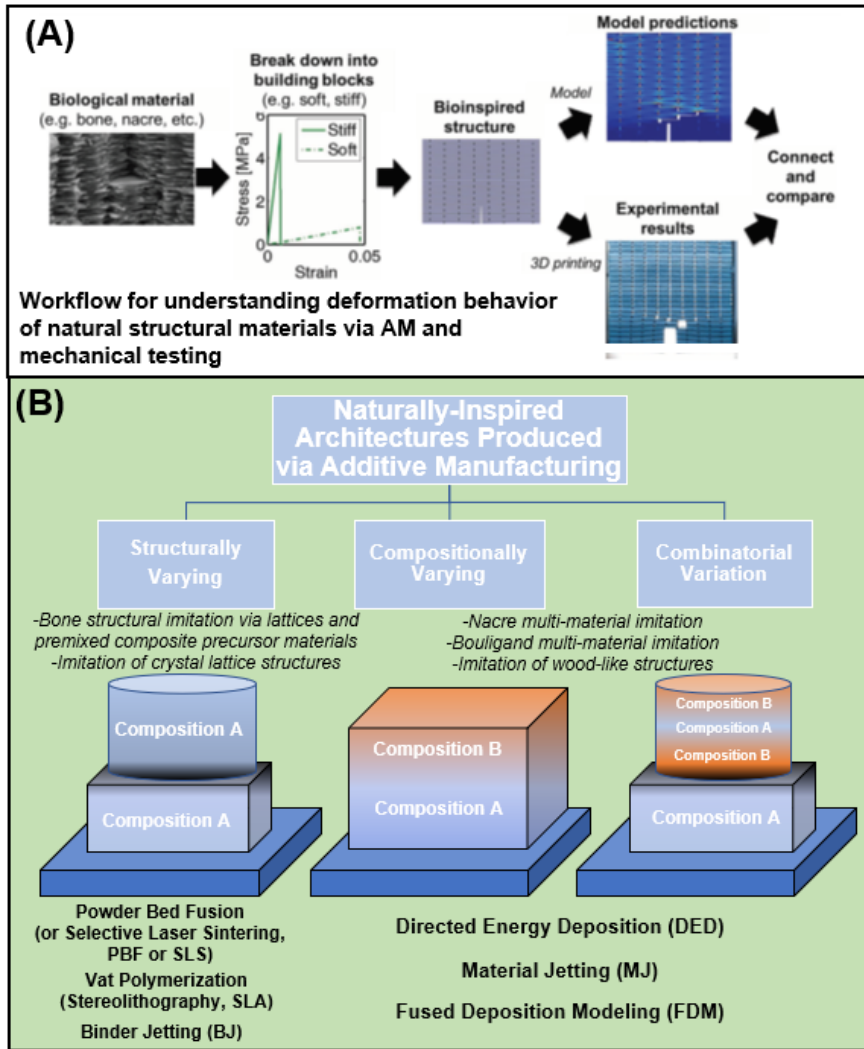 (A)
Biological material
(e.g. bone, nacre, etc.)
Break down into
building blocks
(e.g. soft, stiff)
6
4
2
0
Stress [MPa]
Stiff
Soft
0
0.05
Strain
Bioinspired
structure
Model
Model predictions
3D printing
Experimental
results
Connect
and
compare
Workflow for understanding deformation behavior
of natural structural materials via AM and
mechanical testing
(B)
Naturally-Inspired
Architectures Produced
via Additive Manufacturing
Structurally
Varying
Compositionally
Varying
Combinatorial
Variation
-Bone structural imitation via lattices and
premixed composite precursor materials
-Imitation of crystal lattice structures
-Nacre multi-material imitation
-Bouligand multi-material imitation
-Imitation of wood-like structures
Composition A
Composition A
Composition B
Composition A
Composition B
Composition A
Composition B
Composition A
Powder Bed Fusion
(or Selective Laser Sintering,
PBF or SLS)
Vat Polymerization
(Stereolithography, SLA)
Binder Jetting (BJ)
Directed Energy Deposition (DED)
Material Jetting (MJ)
Fused Deposition Modeling (FDM)